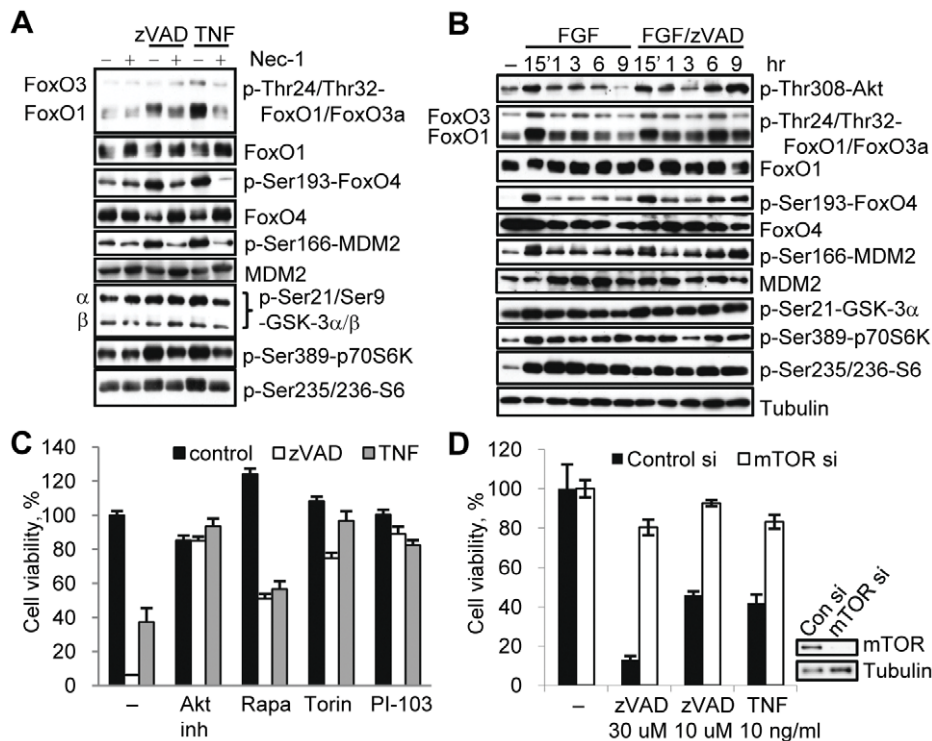 A
zVAD TNF
– + – + – + Nec-1
FoxO3
FoxO1
p-Thr24/Thr32-
FoxO1/FoxO3a
FoxO1
p-Ser193-FoxO4
FoxO4
p-Ser166-MDM2
MDM2
α
β
p-Ser21/Ser9
-GSK-3α/β
p-Ser389-p70S6K
p-Ser235/236-S6
B
FGF FGF/zVAD
– 15' 1 3 6 9 15' 1 3 6 9 hr
p-Thr308-Akt
FoxO3
FoxO1
p-Thr24/Thr32-
FoxO1/FoxO3a
FoxO1
p-Ser193-FoxO4
FoxO4
p-Ser166-MDM2
MDM2
p-Ser21-GSK-3α
p-Ser389-p70S6K
p-Ser235/236-S6
Tubulin
C
control zVAD TNF
Cell viability, %
140
120
100
80
60
40
20
0
– Akt inh Rapa Torin PI-103
D
Control si mTOR si
Cell viability, %
120
100
80
60
40
20
0
– zVAD zVAD TNF
30 uM 10 uM 10 ng/ml
Con si
mTOR si
mTOR
Tubulin